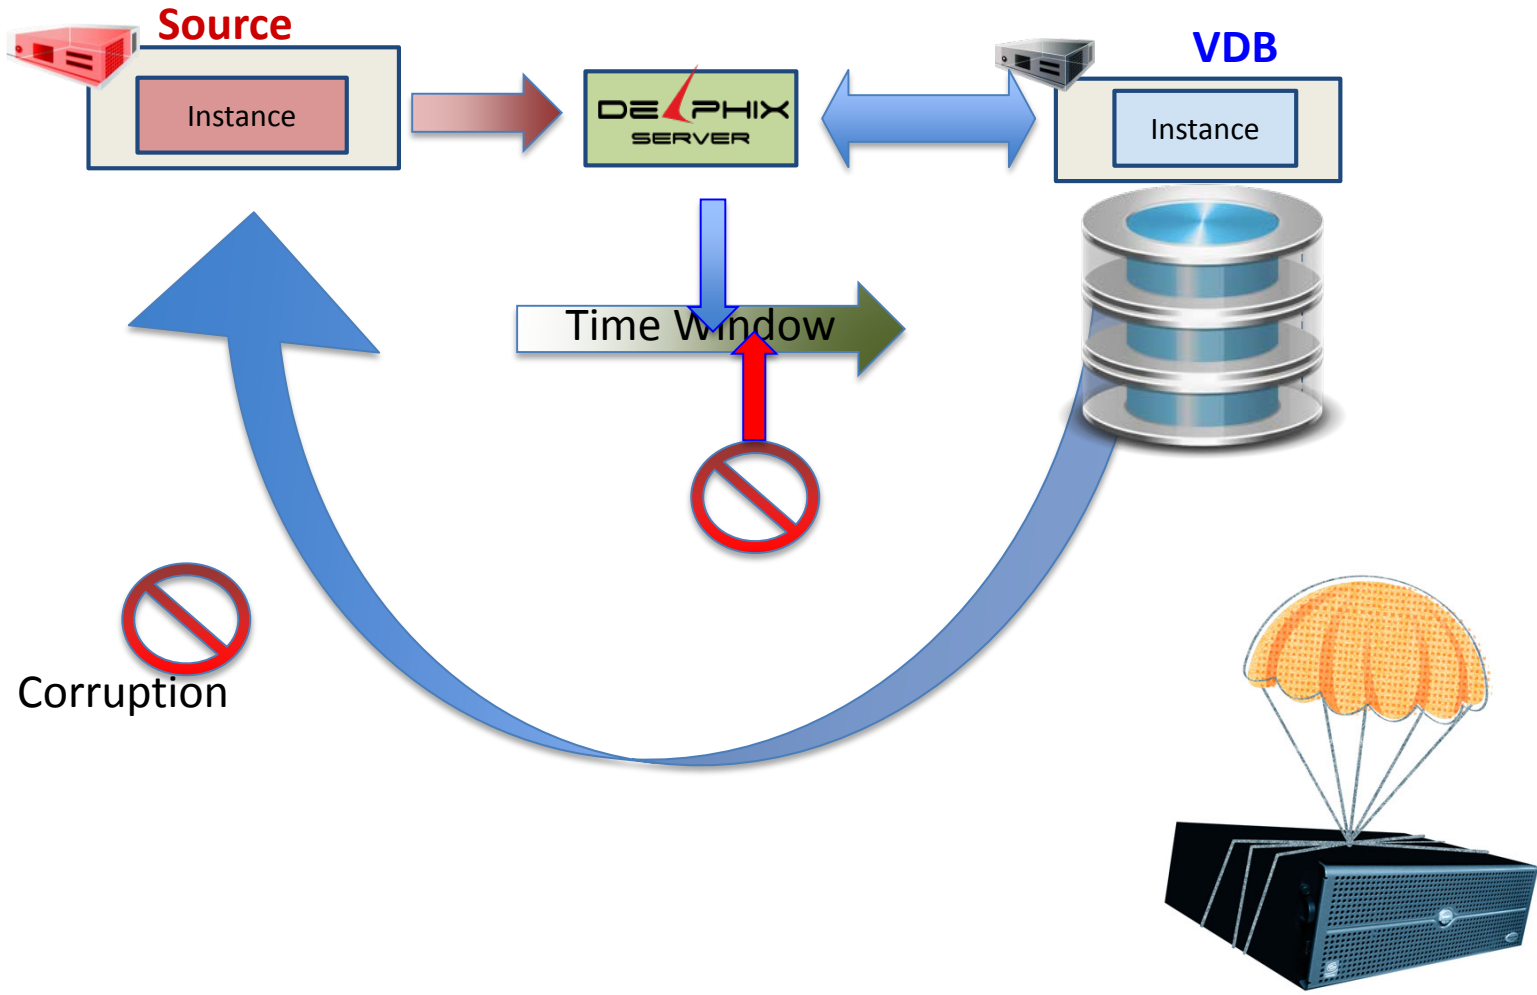 Source
VDB
Instance
DELPHIX
SERVER
Instance
Time Window
Corruption